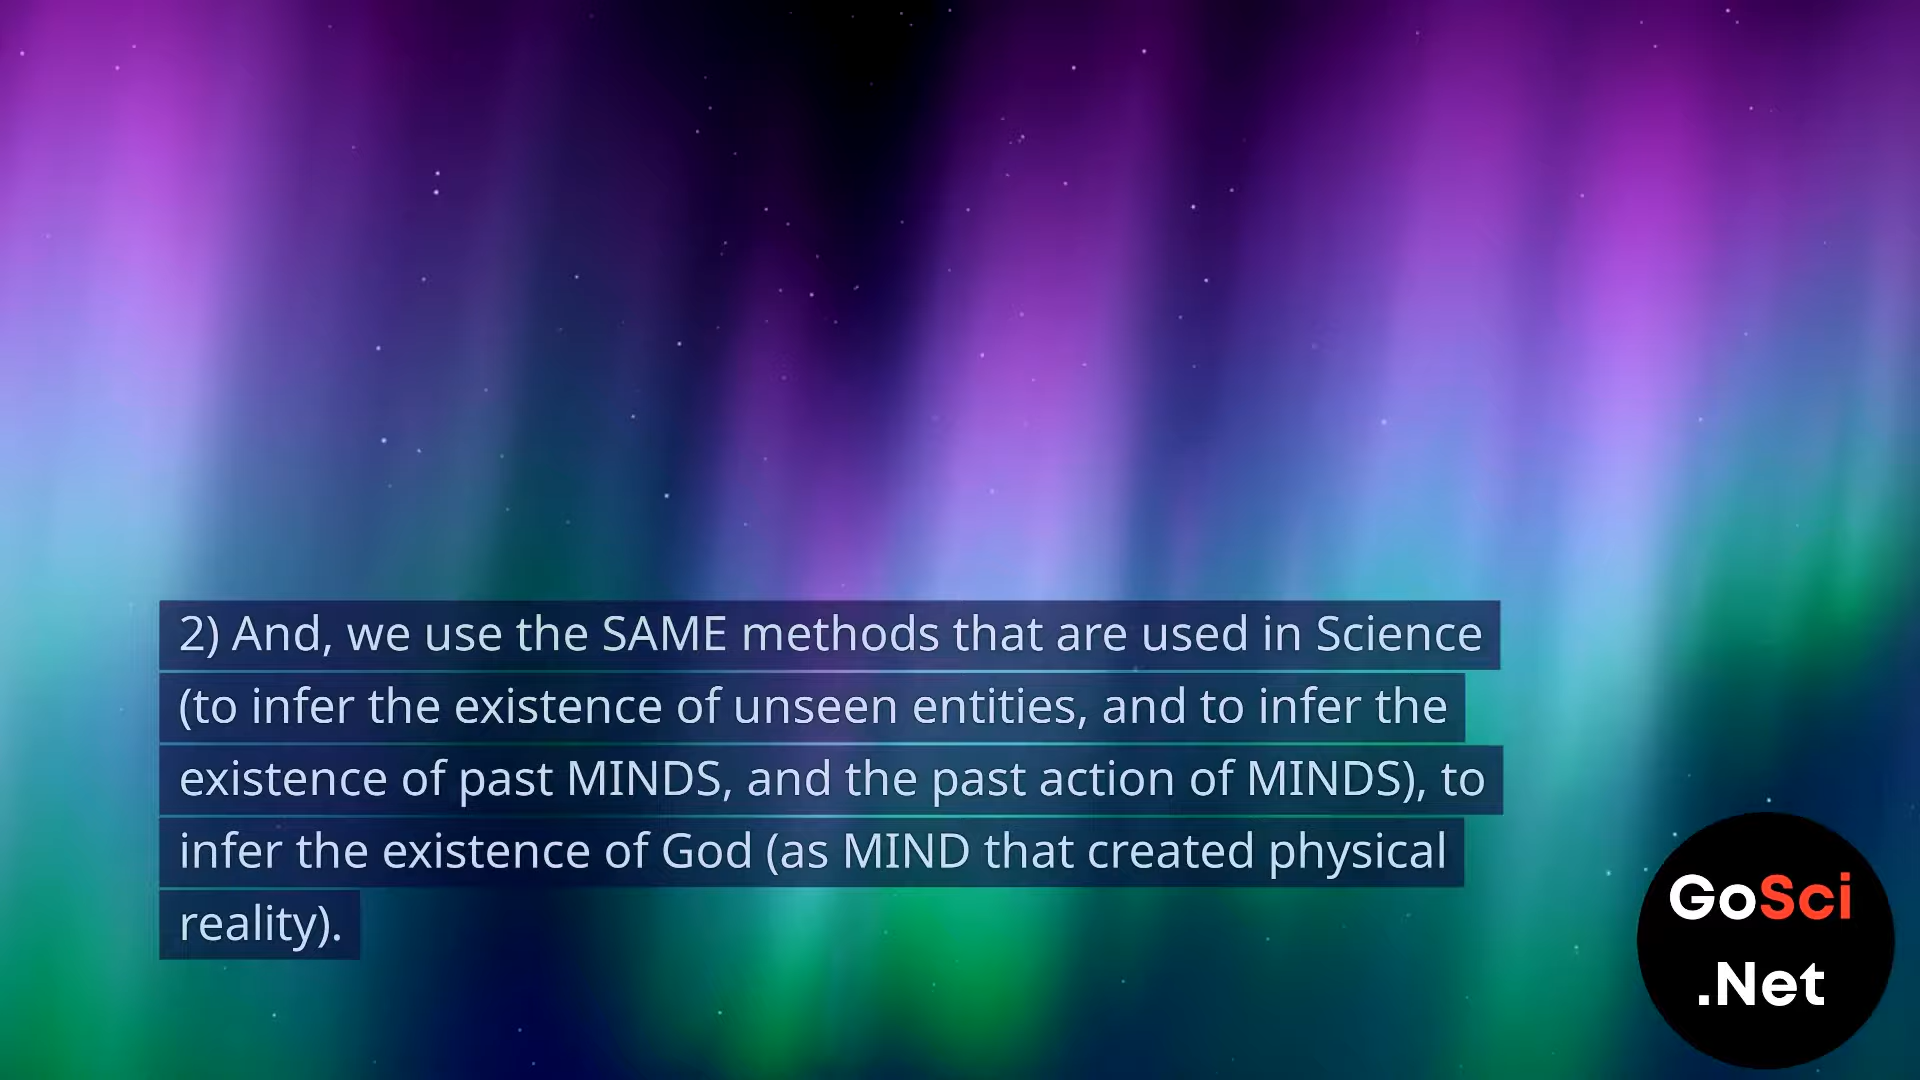 2) And, we use the SAME methods that are used in Science
(to infer the existence of unseen entities, and to infer the
existence of past MINDS, and the past action of MINDS), to
infer the existence of God (as MIND that created physical
reality).
GoSci
.Net